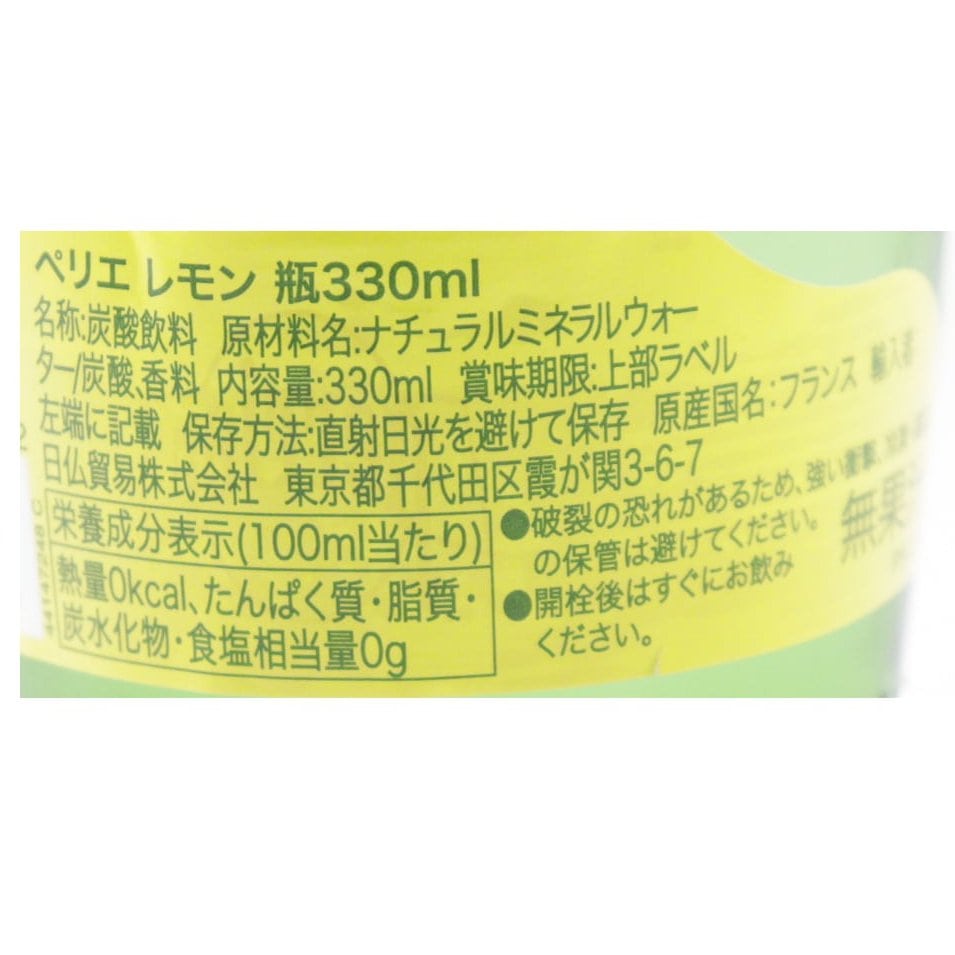 ペリエ レモン 瓶330ml
名称:炭酸飲料 原材料名:ナチュラルミネラルウォー
ター/炭酸、香料 内容量:330ml 賞味期限:上部ラベル
左端に記載 保存方法:直射日光を避けて保存 原産国名:フランス 輸入者:
日仏貿易株式会社 東京都千代田区霞が関3-6-7
栄養成分表示(100ml当たり)
熱量0kcal、たんぱく質・脂質・
炭水化物・食塩相当量0g
●破裂の恐れがあるため、強い衝撃、
の保管は避けてください。
●開栓後はすぐにお飲み
ください。
無果